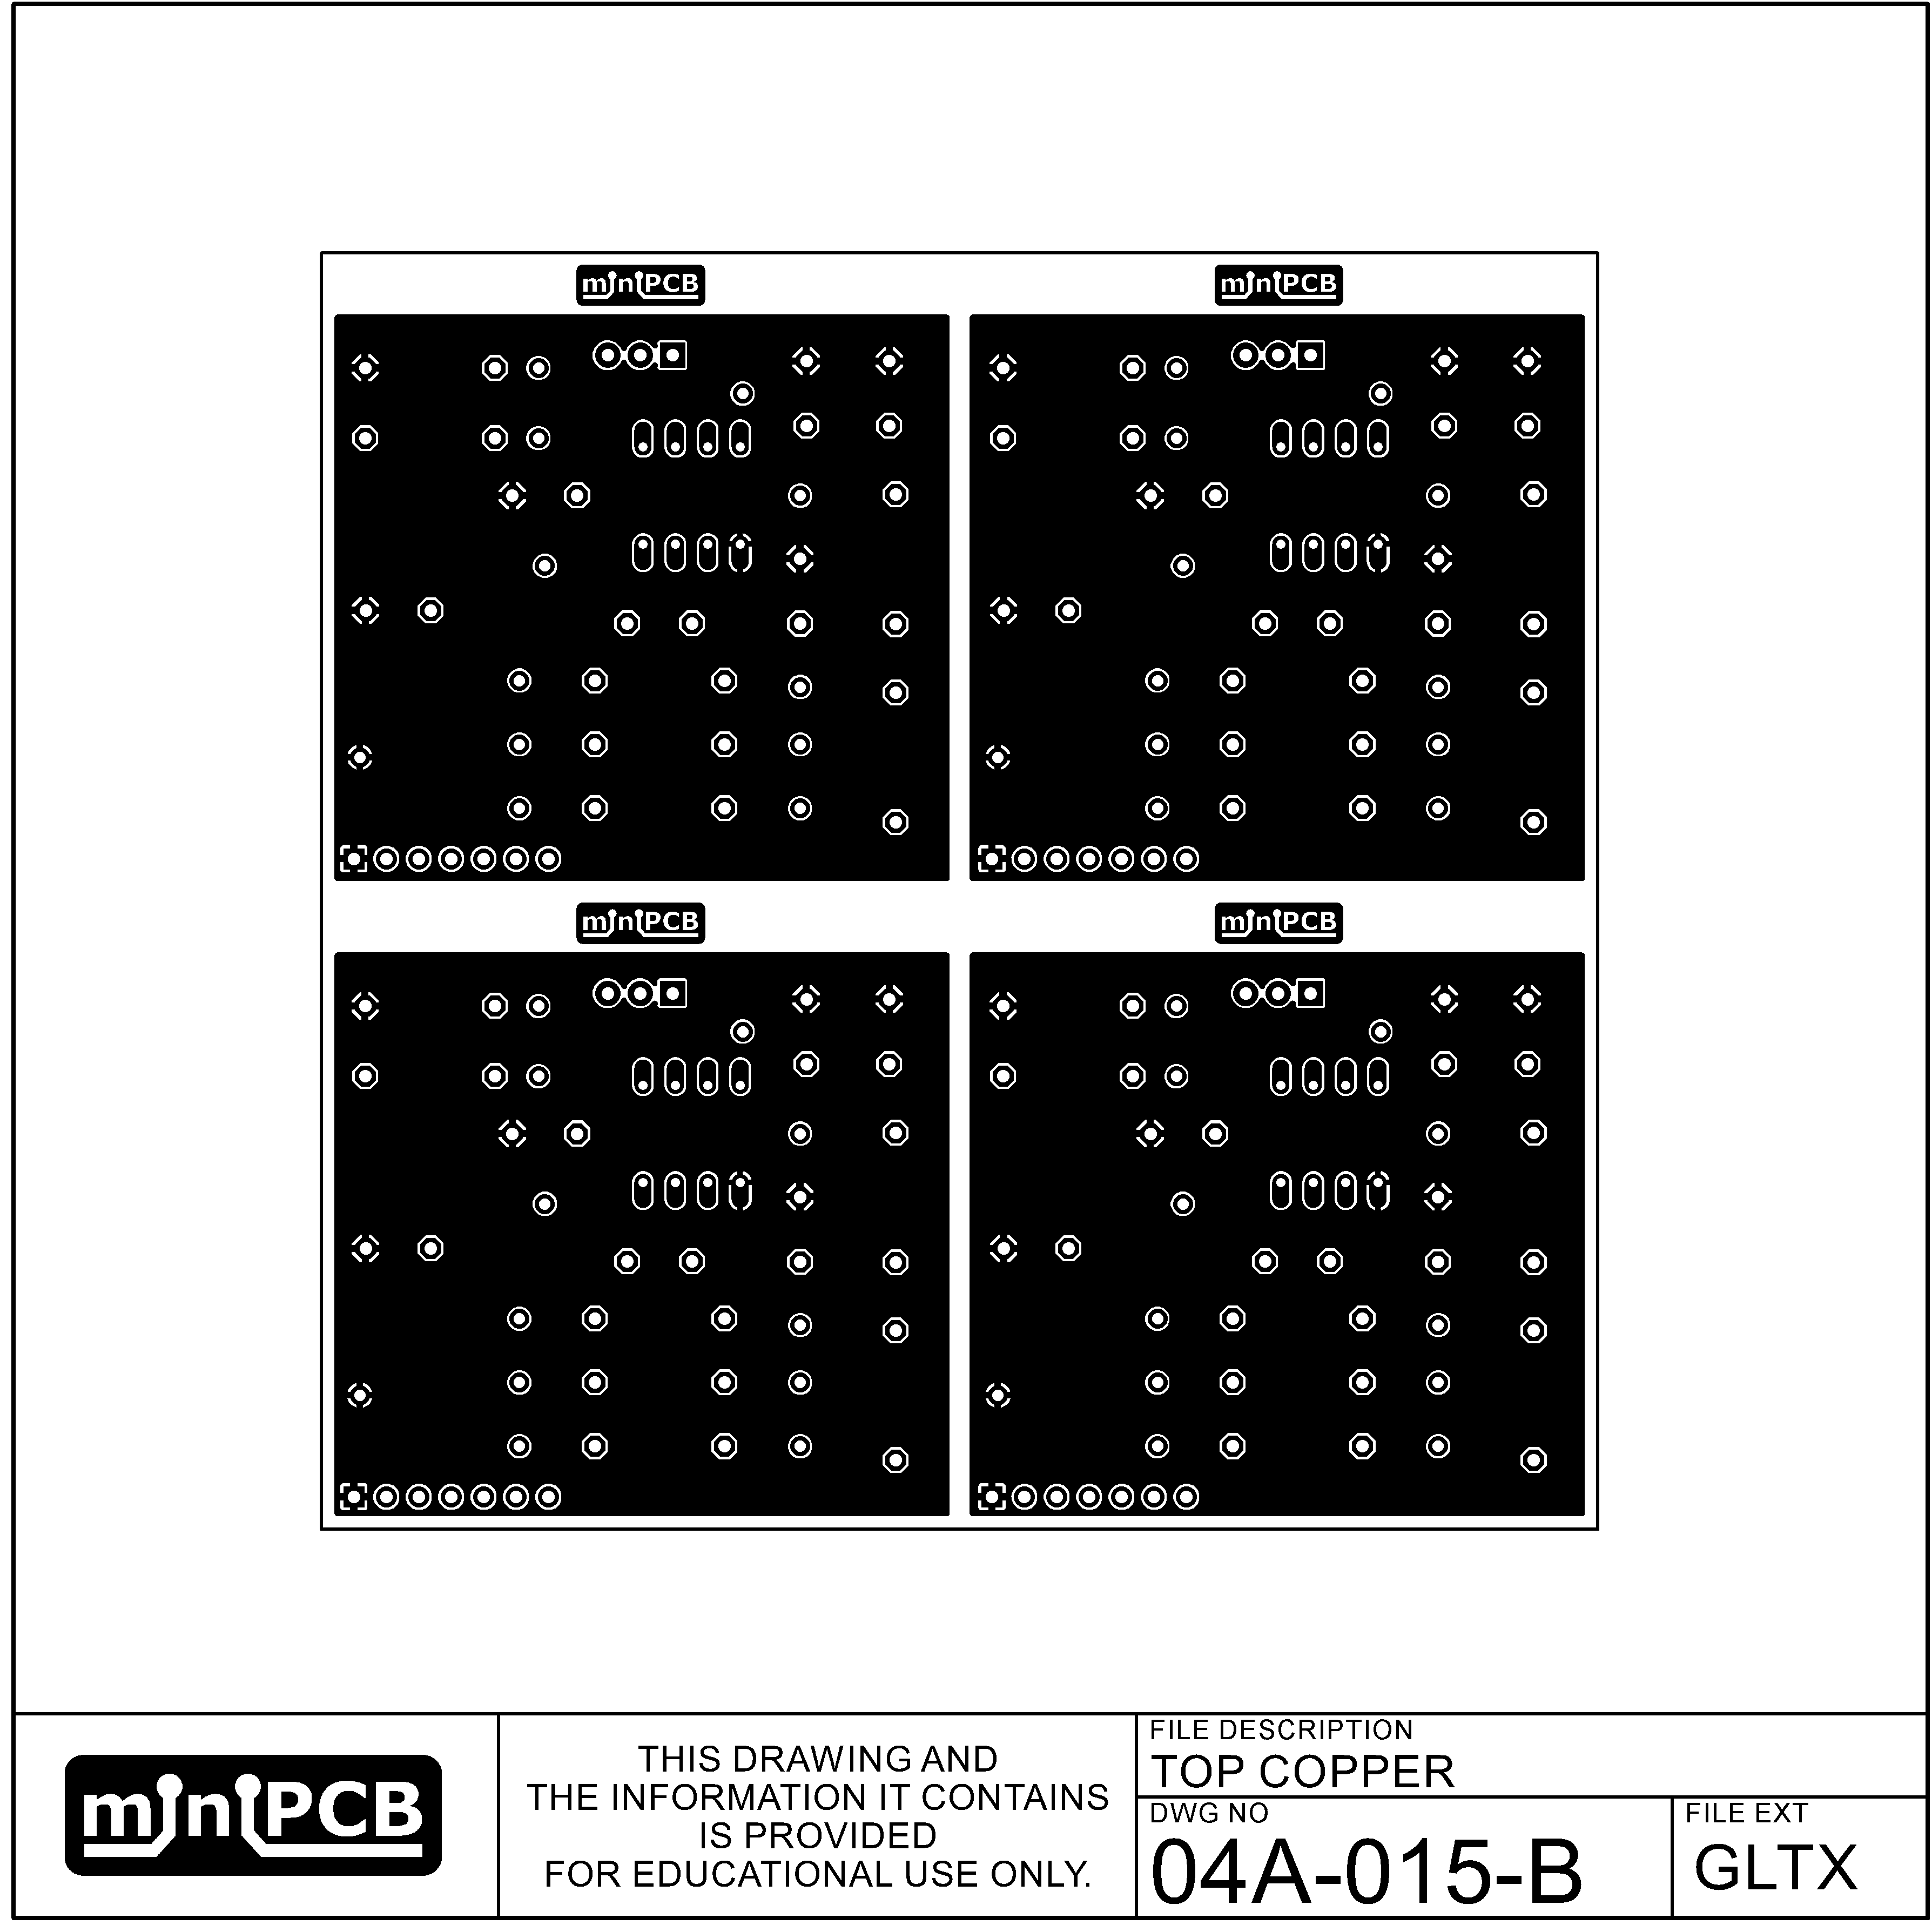 miniPCB
miniPCB
miniPCB
miniPCB
miniPCB
THIS DRAWING AND
THE INFORMATION IT CONTAINS
IS PROVIDED
FOR EDUCATIONAL USE ONLY.
FILE DESCRIPTION
TOP COPPER
DWG NO
04A-015-B
FILE EXT
GLTX